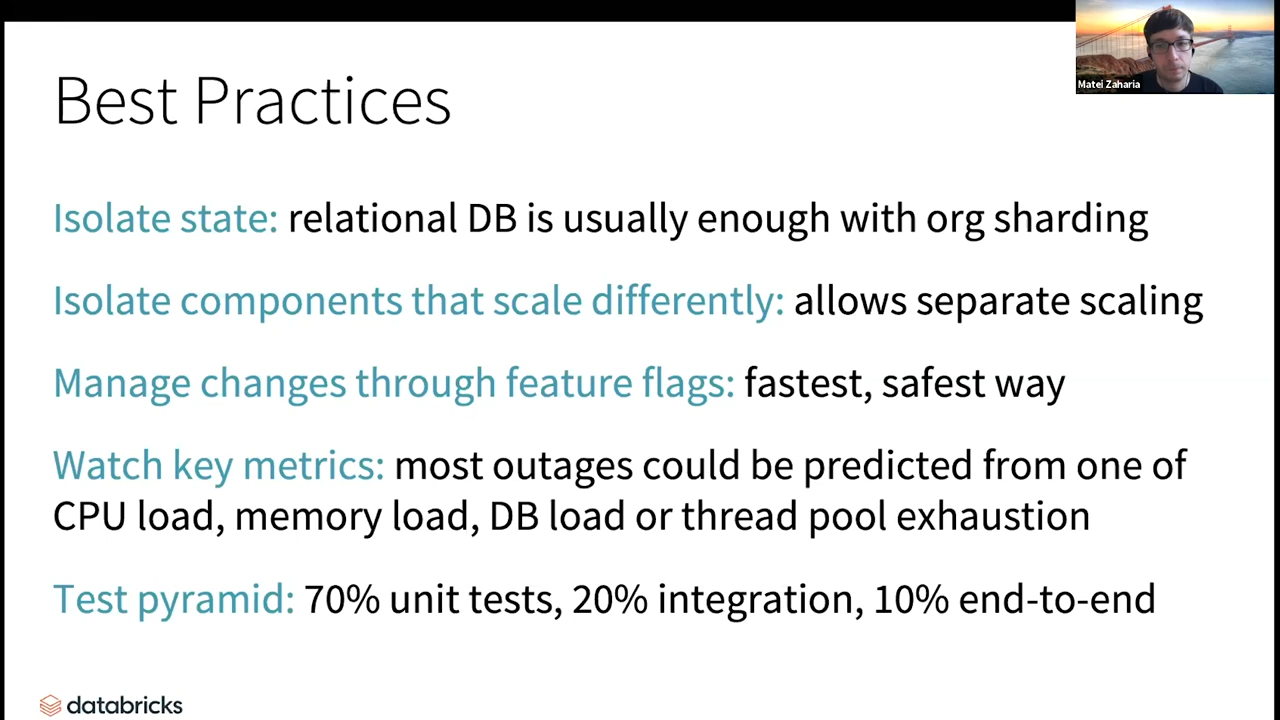 Matei Zaharia
Best Practices
Isolate state: relational DB is usually enough with org sharding
Isolate components that scale differently: allows separate scaling
Manage changes through feature flags: fastest, safest way
Watch key metrics: most outages could be predicted from one of
CPU load, memory load, DB load or thread pool exhaustion
Test pyramid: 70% unit tests, 20% integration, 10% end-to-end
databricks